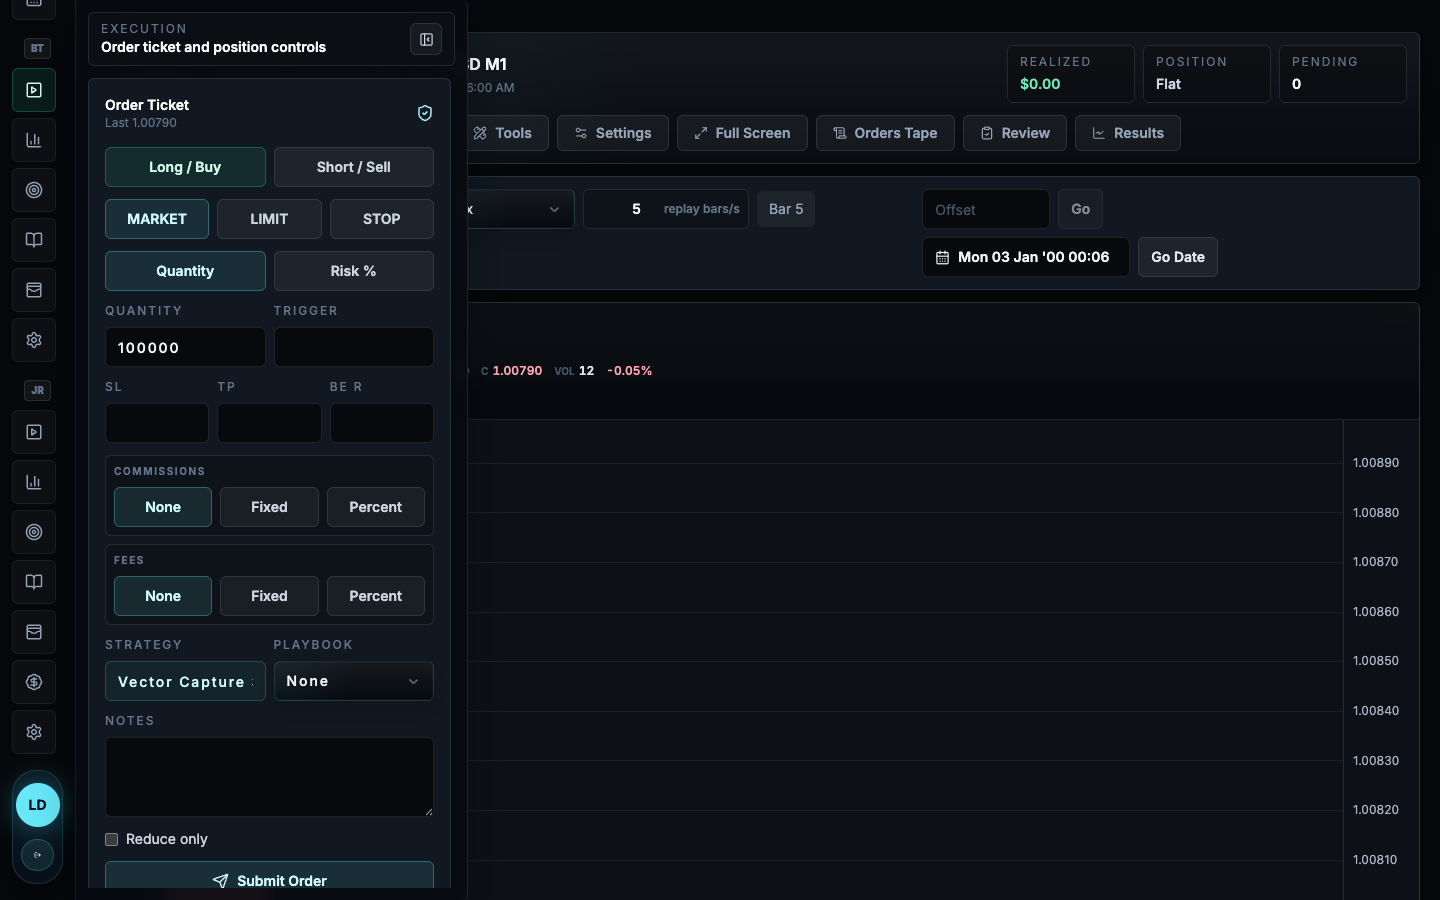 BT
JR
LD
EXECUTION
Order ticket and position controls
Order Ticket
Last 1.00790
Long / Buy
Short / Sell
MARKET
LIMIT
STOP
Quantity
Risk %
QUANTITY
TRIGGER
100000
SL
TP
BE R
COMMISSIONS
None
Fixed
Percent
FEES
None
Fixed
Percent
STRATEGY
PLAYBOOK
Vector Capture
None
NOTES
Reduce only
Submit Order
D M1
6:00 AM
REALIZED
$0.00
POSITION
Flat
PENDING
0
Tools
Settings
Full Screen
Orders Tape
Review
Results
x
5
replay bars/s
Bar 5
Offset
Go
Mon 03 Jan '00 00:06
Go Date
C 1.00790 VOL 12 -0.05%
1.00890
1.00880
1.00870
1.00860
1.00850
1.00840
1.00830
1.00820
1.00810